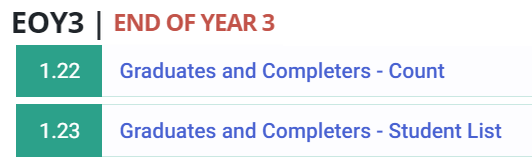 EOY3 | END OF YEAR 3
1.22 Graduates and Completers - Count
1.23 Graduates and Completers - Student List